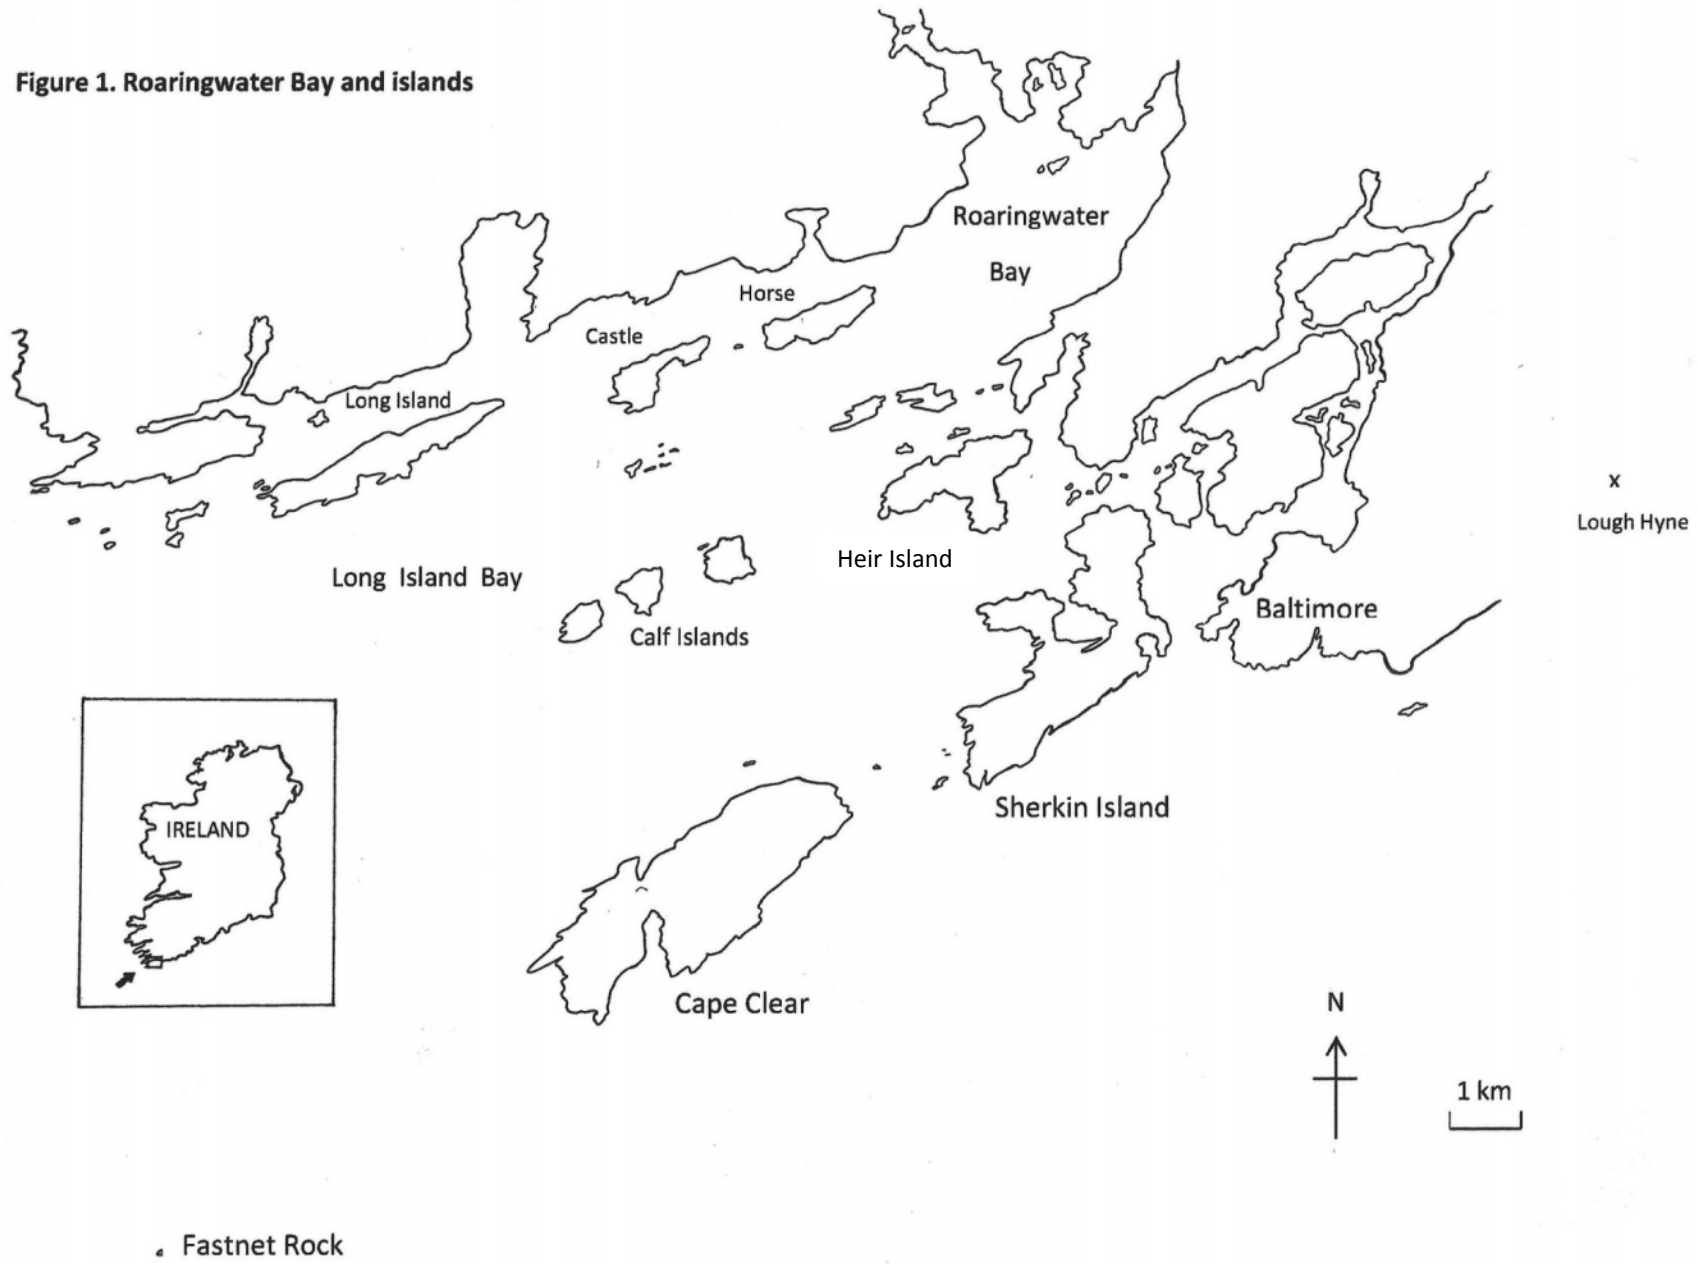 Figure 1. Roaringwater Bay and islands
Roaringwater
Bay
Horse
Castle
Long Island
x
Lough Hyne
Heir Island
Long Island Bay
Baltimore
Calf Islands
IRELAND
Sherkin Island
Cape Clear
N
1 km
Fastnet Rock